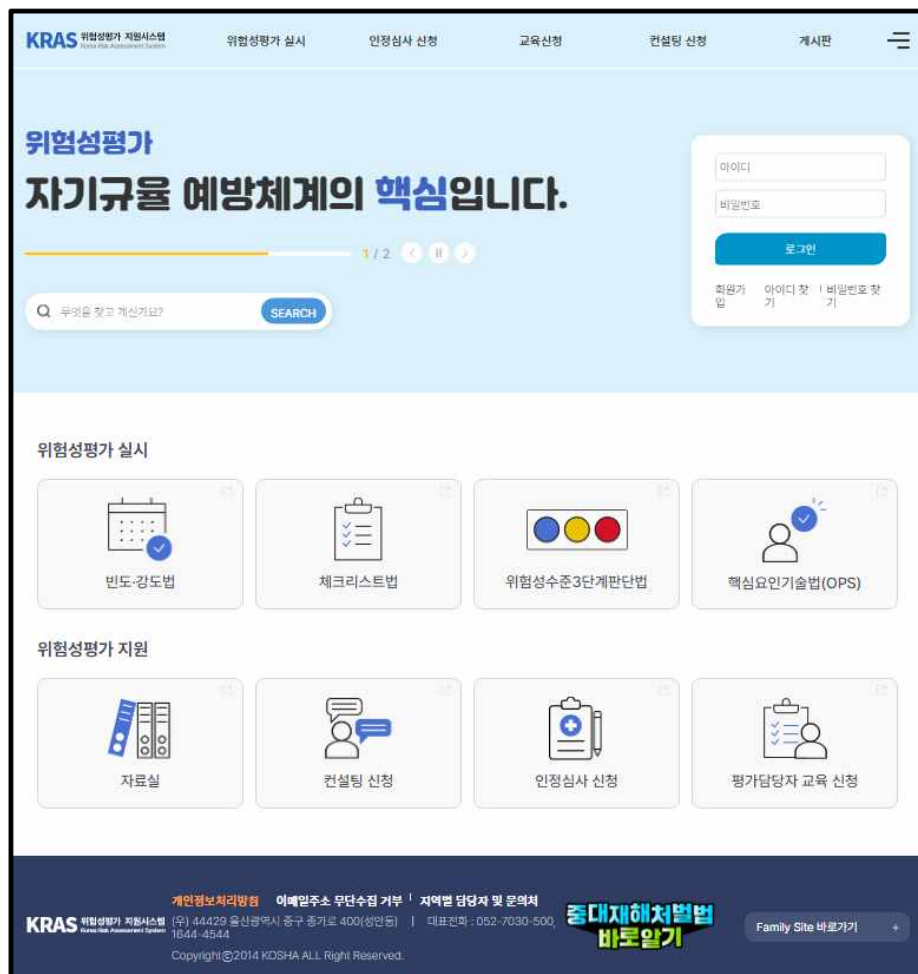 KRAS 위험성평가 지원시스템
Korea Risk Assessment System
위험성평가 실시
인정심사 신청
교육신청
컨설팅 신청
게시판
위험성평가
자기규율 예방체계의 핵심입니다.
1 / 2
무엇을 찾고 계신가요?
SEARCH
아이디
비밀번호
로그인
회원가입
아이디 찾기
비밀번호 찾기
위험성평가 실시
빈도·강도법
체크리스트법
위험성수준3단계판단법
핵심요인기술법(OPS)
위험성평가 지원
자료실
컨설팅 신청
인정심사 신청
평가담당자 교육 신청
개인정보처리방침 이메일주소 무단수집 거부 | 지역별 담당자 및 문의처
KRAS 위험성평가 지원시스템
Korea Risk Assessment System
(우) 44429 울산광역시 중구 종가로 400(성안동) | 대표전화 : 052-7030-500,
1644-4544
Copyright©2014 KOSHA ALL Right Reserved.
중대재해처벌법
바로알기
Family Site 바로가기 +